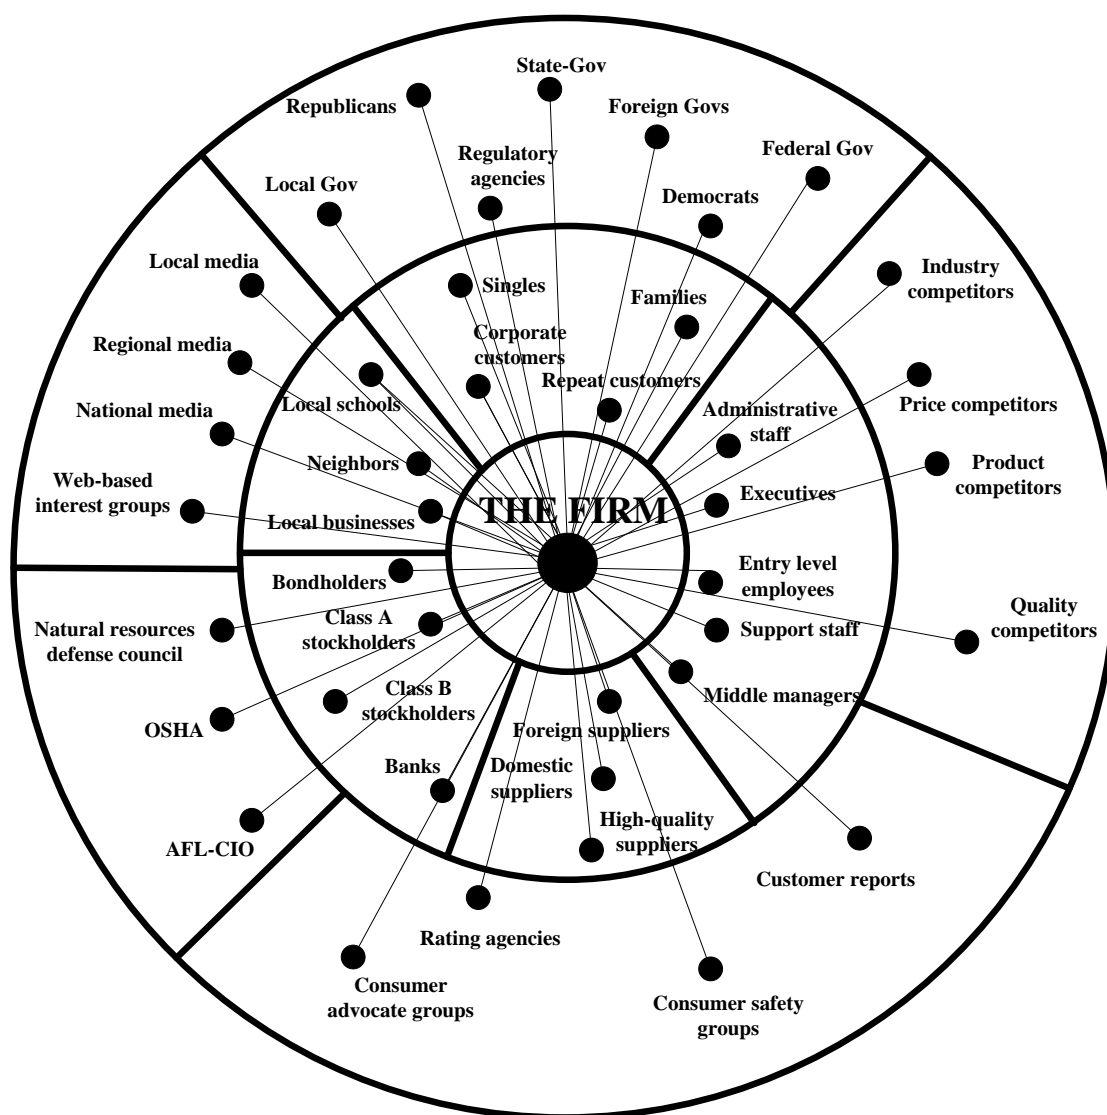 State-Gov
Republicans
Foreign Govs
Federal Gov
Regulatory
agencies
Local Gov
Democrats
Local media
Singles
Families
Industry
competitors
Regional media
Corporate
customers
Repeat customers
Local schools
Administrative
staff
Price competitors
National media
Neighbors
Product
competitors
Web-based
interest groups
Executives
THE FIRM
Local businesses
Bondholders
Entry level
employees
Class A
stockholders
Support staff
Quality
competitors
Natural resources
defense council
Class B
stockholders
Middle managers
OSHA
Foreign suppliers
Banks
Domestic
suppliers
High-quality
suppliers
AFL-CIO
Customer reports
Rating agencies
Consumer
advocate groups
Consumer safety
groups